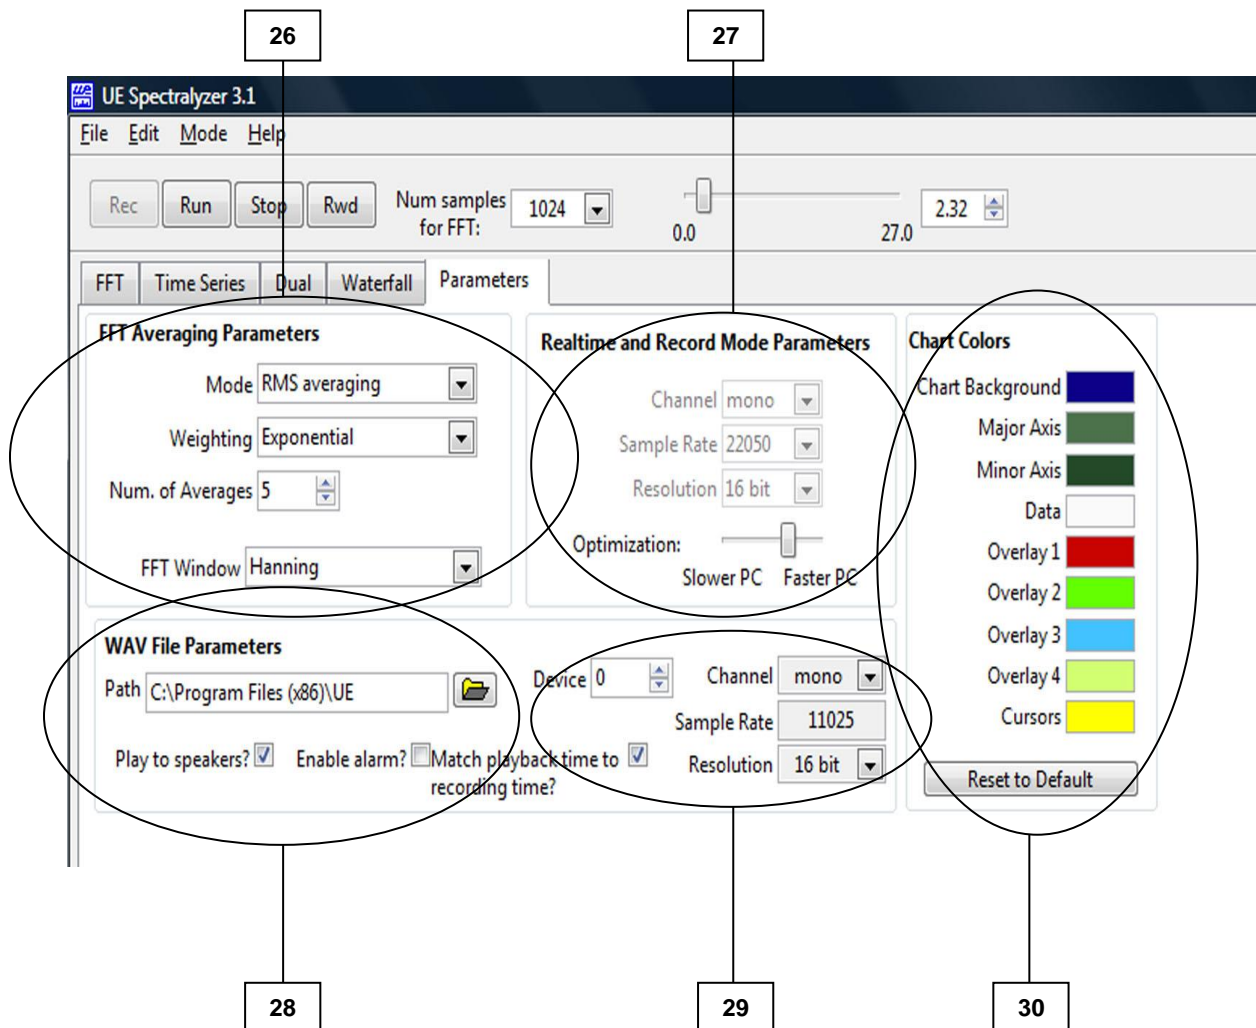 26
27
UE Spectralyzer 3.1
File Edit Mode Help
Rec Run Stop Rwd
Num samples
for FFT:
1024
0.0
27.0
2.32
FFT Time Series Dual Waterfall Parameters
FFT Averaging Parameters
Mode RMS averaging
Weighting Exponential
Num. of Averages 5
FFT Window Hanning
Realtime and Record Mode Parameters
Channel mono
Sample Rate 22050
Resolution 16 bit
Optimization:
Slower PC Faster PC
Chart Colors
Chart Background
Major Axis
Minor Axis
Data
Overlay 1
Overlay 2
Overlay 3
Overlay 4
Cursors
Reset to Default
WAV File Parameters
Path C:\Program Files (x86)\UE
Play to speakers?
Enable alarm?
Match playback time to
recording time?
Device 0
Channel mono
Sample Rate 11025
Resolution 16 bit
28
29
30